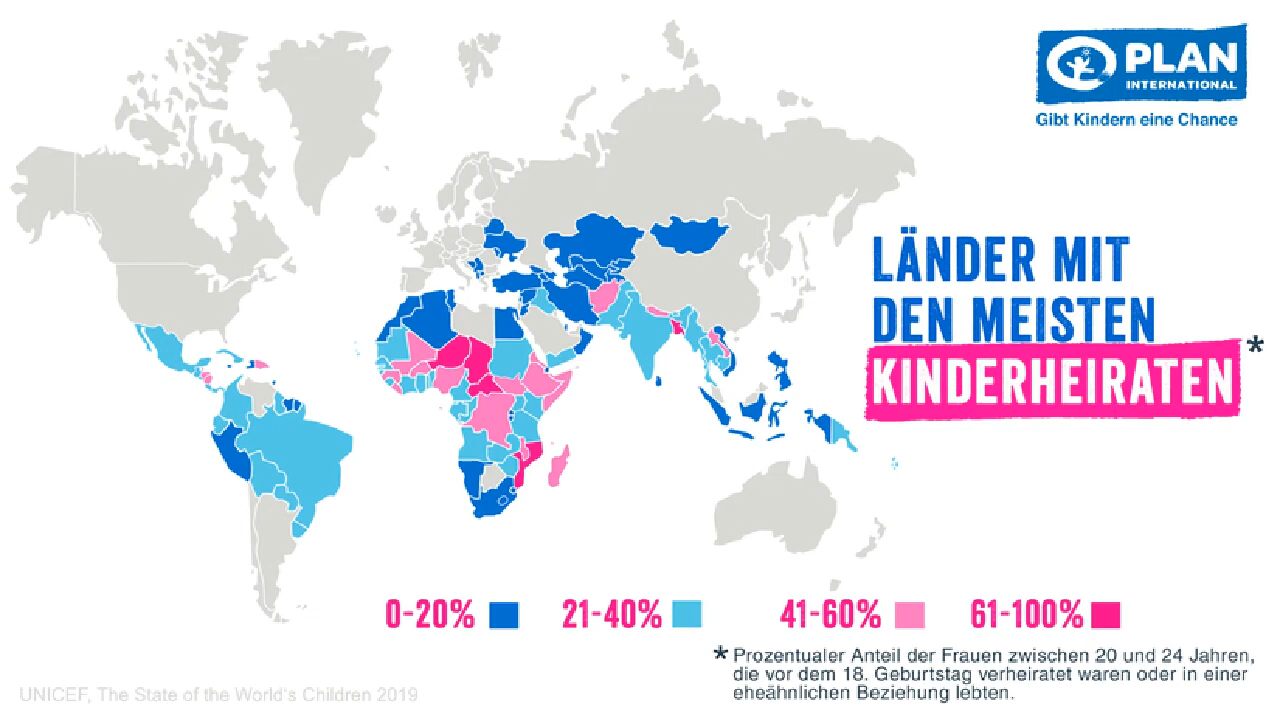 PLAN
INTERNATIONAL
Gibt Kindern eine Chance
LÄNDER MIT
DEN MEISTEN
KINDERHEIRATEN*
0-20%
21-40%
41-60%
61-100%
* Prozentualer Anteil der Frauen zwischen 20 und 24 Jahren,
die vor dem 18. Geburtstag verheiratet waren oder in einer
eheähnlichen Beziehung lebten.
UNICEF, The State of the World's Children 2019